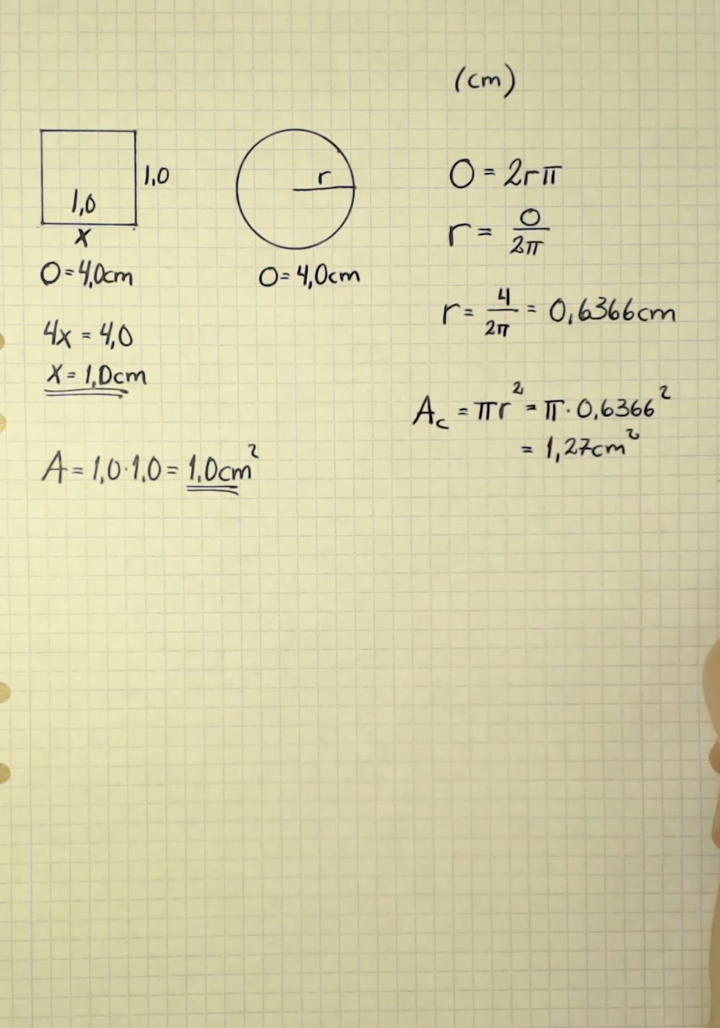 (cm)
1,0
1,0
x
O=4,0cm
4x = 4,0
x = 1,0cm
A = 1,0·1,0 = 1,0cm²
r
O=4,0cm
O = 2rπ
r = O/2π
r = 4/2π = 0,6366cm
A_c = πr² = π·0,6366²
= 1,27cm²